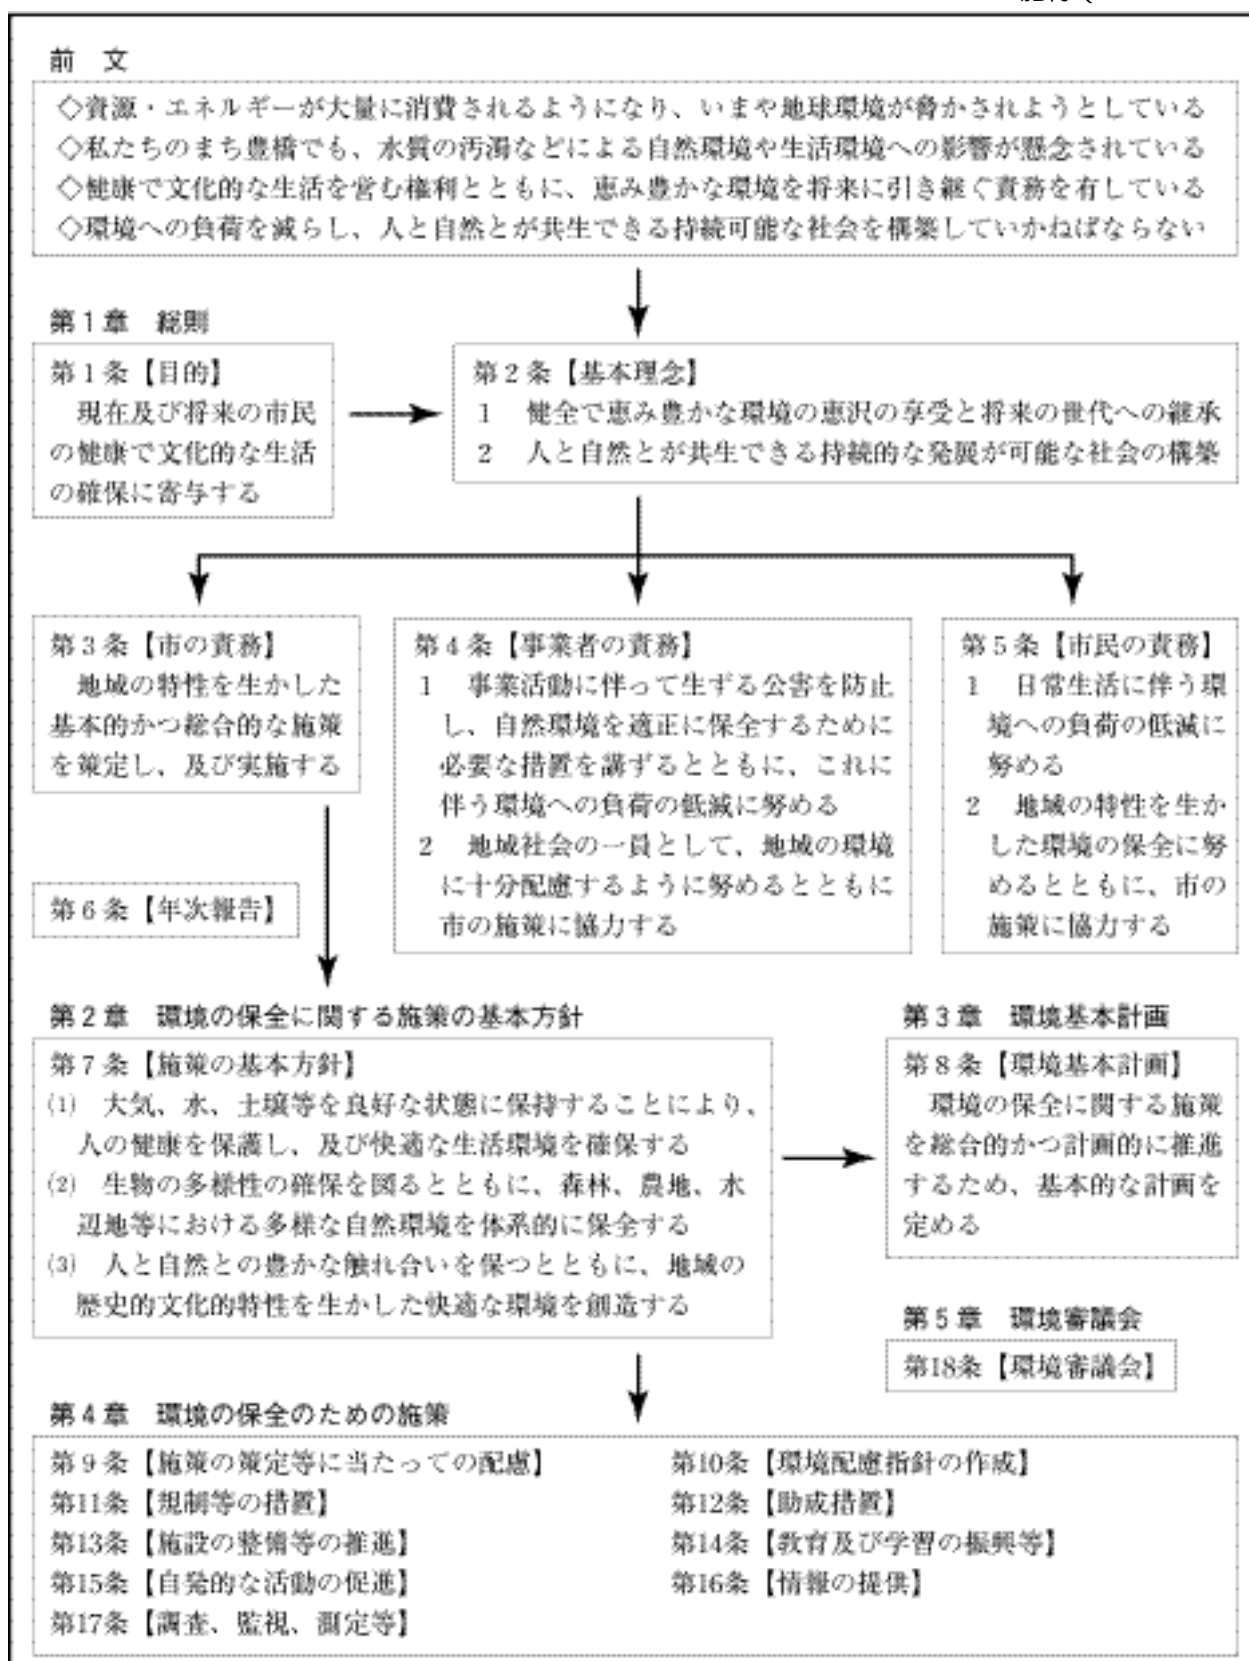 前　文
◇資源・エネルギーが大量に消費されるようになり、いまや地球環境が脅かされようとしている
◇私たちのまち豊橋でも、水質の汚濁などによる自然環境や生活環境への影響が懸念されている
◇健康で文化的な生活を営む権利とともに、恵み豊かな環境を将来に引き継ぐ責務を有している
◇環境への負荷を減らし、人と自然とが共生できる持続可能な社会を構築していかねばならない
第1章　総則
第1条【目的】
現在及び将来の市民
の健康で文化的な生活
の確保に寄与する
第2条【基本理念】
1　健全で恵み豊かな環境の恵沢の享受と将来の世代への継承
2　人と自然とが共生できる持続的な発展が可能な社会の構築
第3条【市の責務】
地域の特性を生かした
基本的かつ総合的な施策
を策定し、及び実施する
第4条【事業者の責務】
1　事業活動に伴って生ずる公害を防止
し、自然環境を適正に保全するために
必要な措置を講ずるとともに、これに
伴う環境への負荷の低減に努める
2　地域社会の一員として、地域の環境
に十分配慮するように努めるとともに
市の施策に協力する
第5条【市民の責務】
1　日常生活に伴う環
境への負荷の低減に
努める
2　地域の特性を生か
した環境の保全に努
めるとともに、市の
施策に協力する
第6条【年次報告】
第2章　環境の保全に関する施策の基本方針
第7条【施策の基本方針】
(1)　大気、水、土壌等を良好な状態に保持することにより、
人の健康を保護し、及び快適な生活環境を確保する
(2)　生物の多様性の確保を図るとともに、森林、農地、水
辺地等における多様な自然環境を体系的に保全する
(3)　人と自然との豊かな触れ合いを保つとともに、地域の
歴史的文化的特性を生かした快適な環境を創造する
第3章　環境基本計画
第8条【環境基本計画】
環境の保全に関する施策
を総合的かつ計画的に推進
するため、基本的な計画を
定める
第5章　環境審議会
第18条【環境審議会】
第4章　環境の保全のための施策
第9条【施策の策定等に当たっての配慮】
第10条【環境配慮指針の作成】
第11条【規制等の措置】
第12条【助成措置】
第13条【施設の整備等の推進】
第14条【教育及び学習の振興等】
第15条【自発的な活動の促進】
第16条【情報の提供】
第17条【調査、監視、測定等】